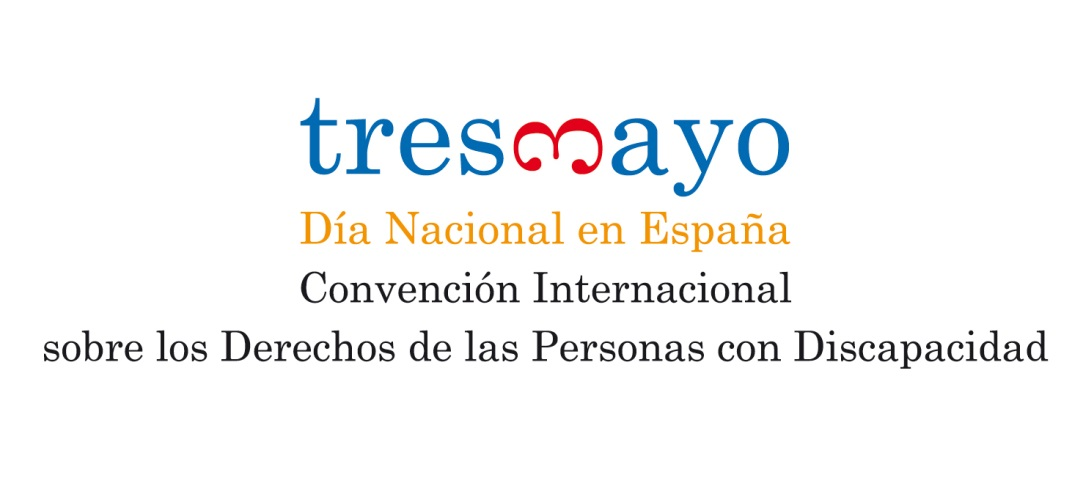 tresmayo
Día Nacional en España
Convención Internacional
sobre los Derechos de las Personas con Discapacidad